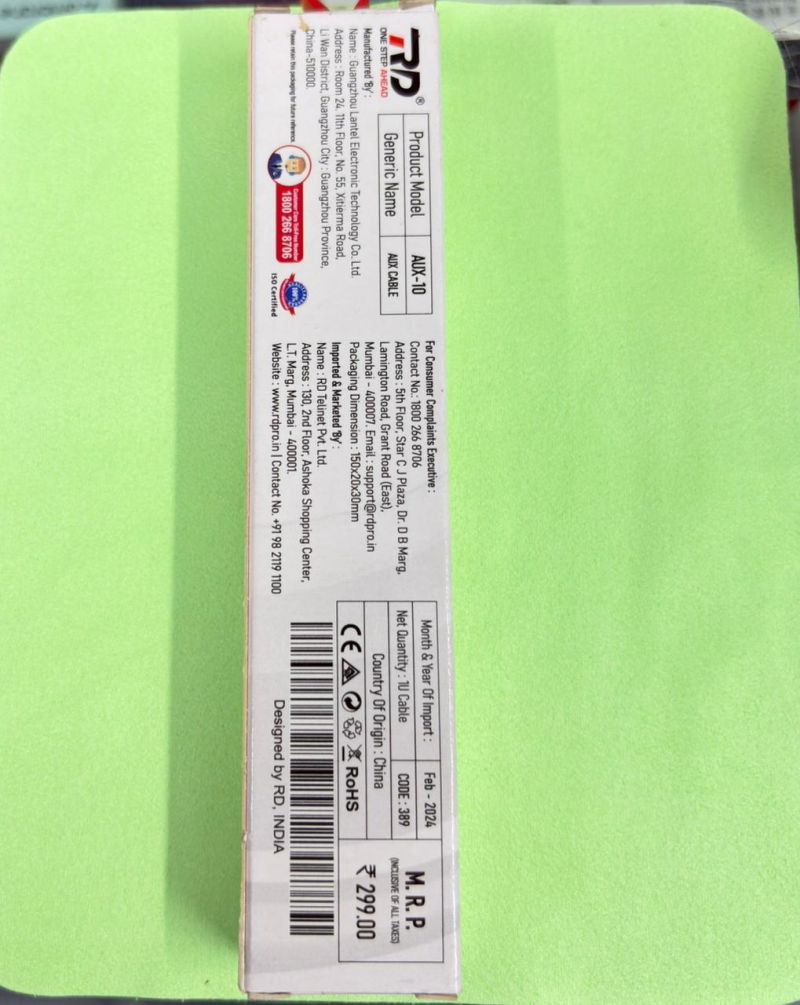 RD®
ONE STEP AHEAD
Product Model AUX-10
Generic Name AUX CABLE
Manufactured 'By' :
Name : Guangzhou Lantel Electronic Technology Co. Ltd.
Address : Room 24, 11th Floor, No. 55, Xitierma Road,
Li Wan District, Guangzhou City : Guangzhou Province,
China-510000.
Please retain this packaging for future reference.
Customer Care Toll-Free Number
1800 266 8706
100%
ISO Certified
For Consumer Complaints Executive :
Contact No.: 1800 266 8706
Address : 5th Floor, Star C J Plaza, Dr. D B Marg,
Lamington Road, Grant Road (East),
Mumbai - 400007. Email : support@rdpro.in
Packaging Dimension : 150x20x30mm
Imported & Marketed 'By' :
Name : RD Telinet Pvt. Ltd.
Address : 130, 2nd Floor, Ashoka Shopping Center,
L.T. Marg, Mumbai - 400001.
Website : www.rdpro.in | Contact No. +91 98 2119 1100
Month & Year Of Import : Feb - 2024
Net Quantity : 1U Cable CODE : 389
Country Of Origin : China
CE RoHS
M. R. P.
(INCLUSIVE OF ALL TAXES)
₹ 299.00
Designed by RD, INDIA